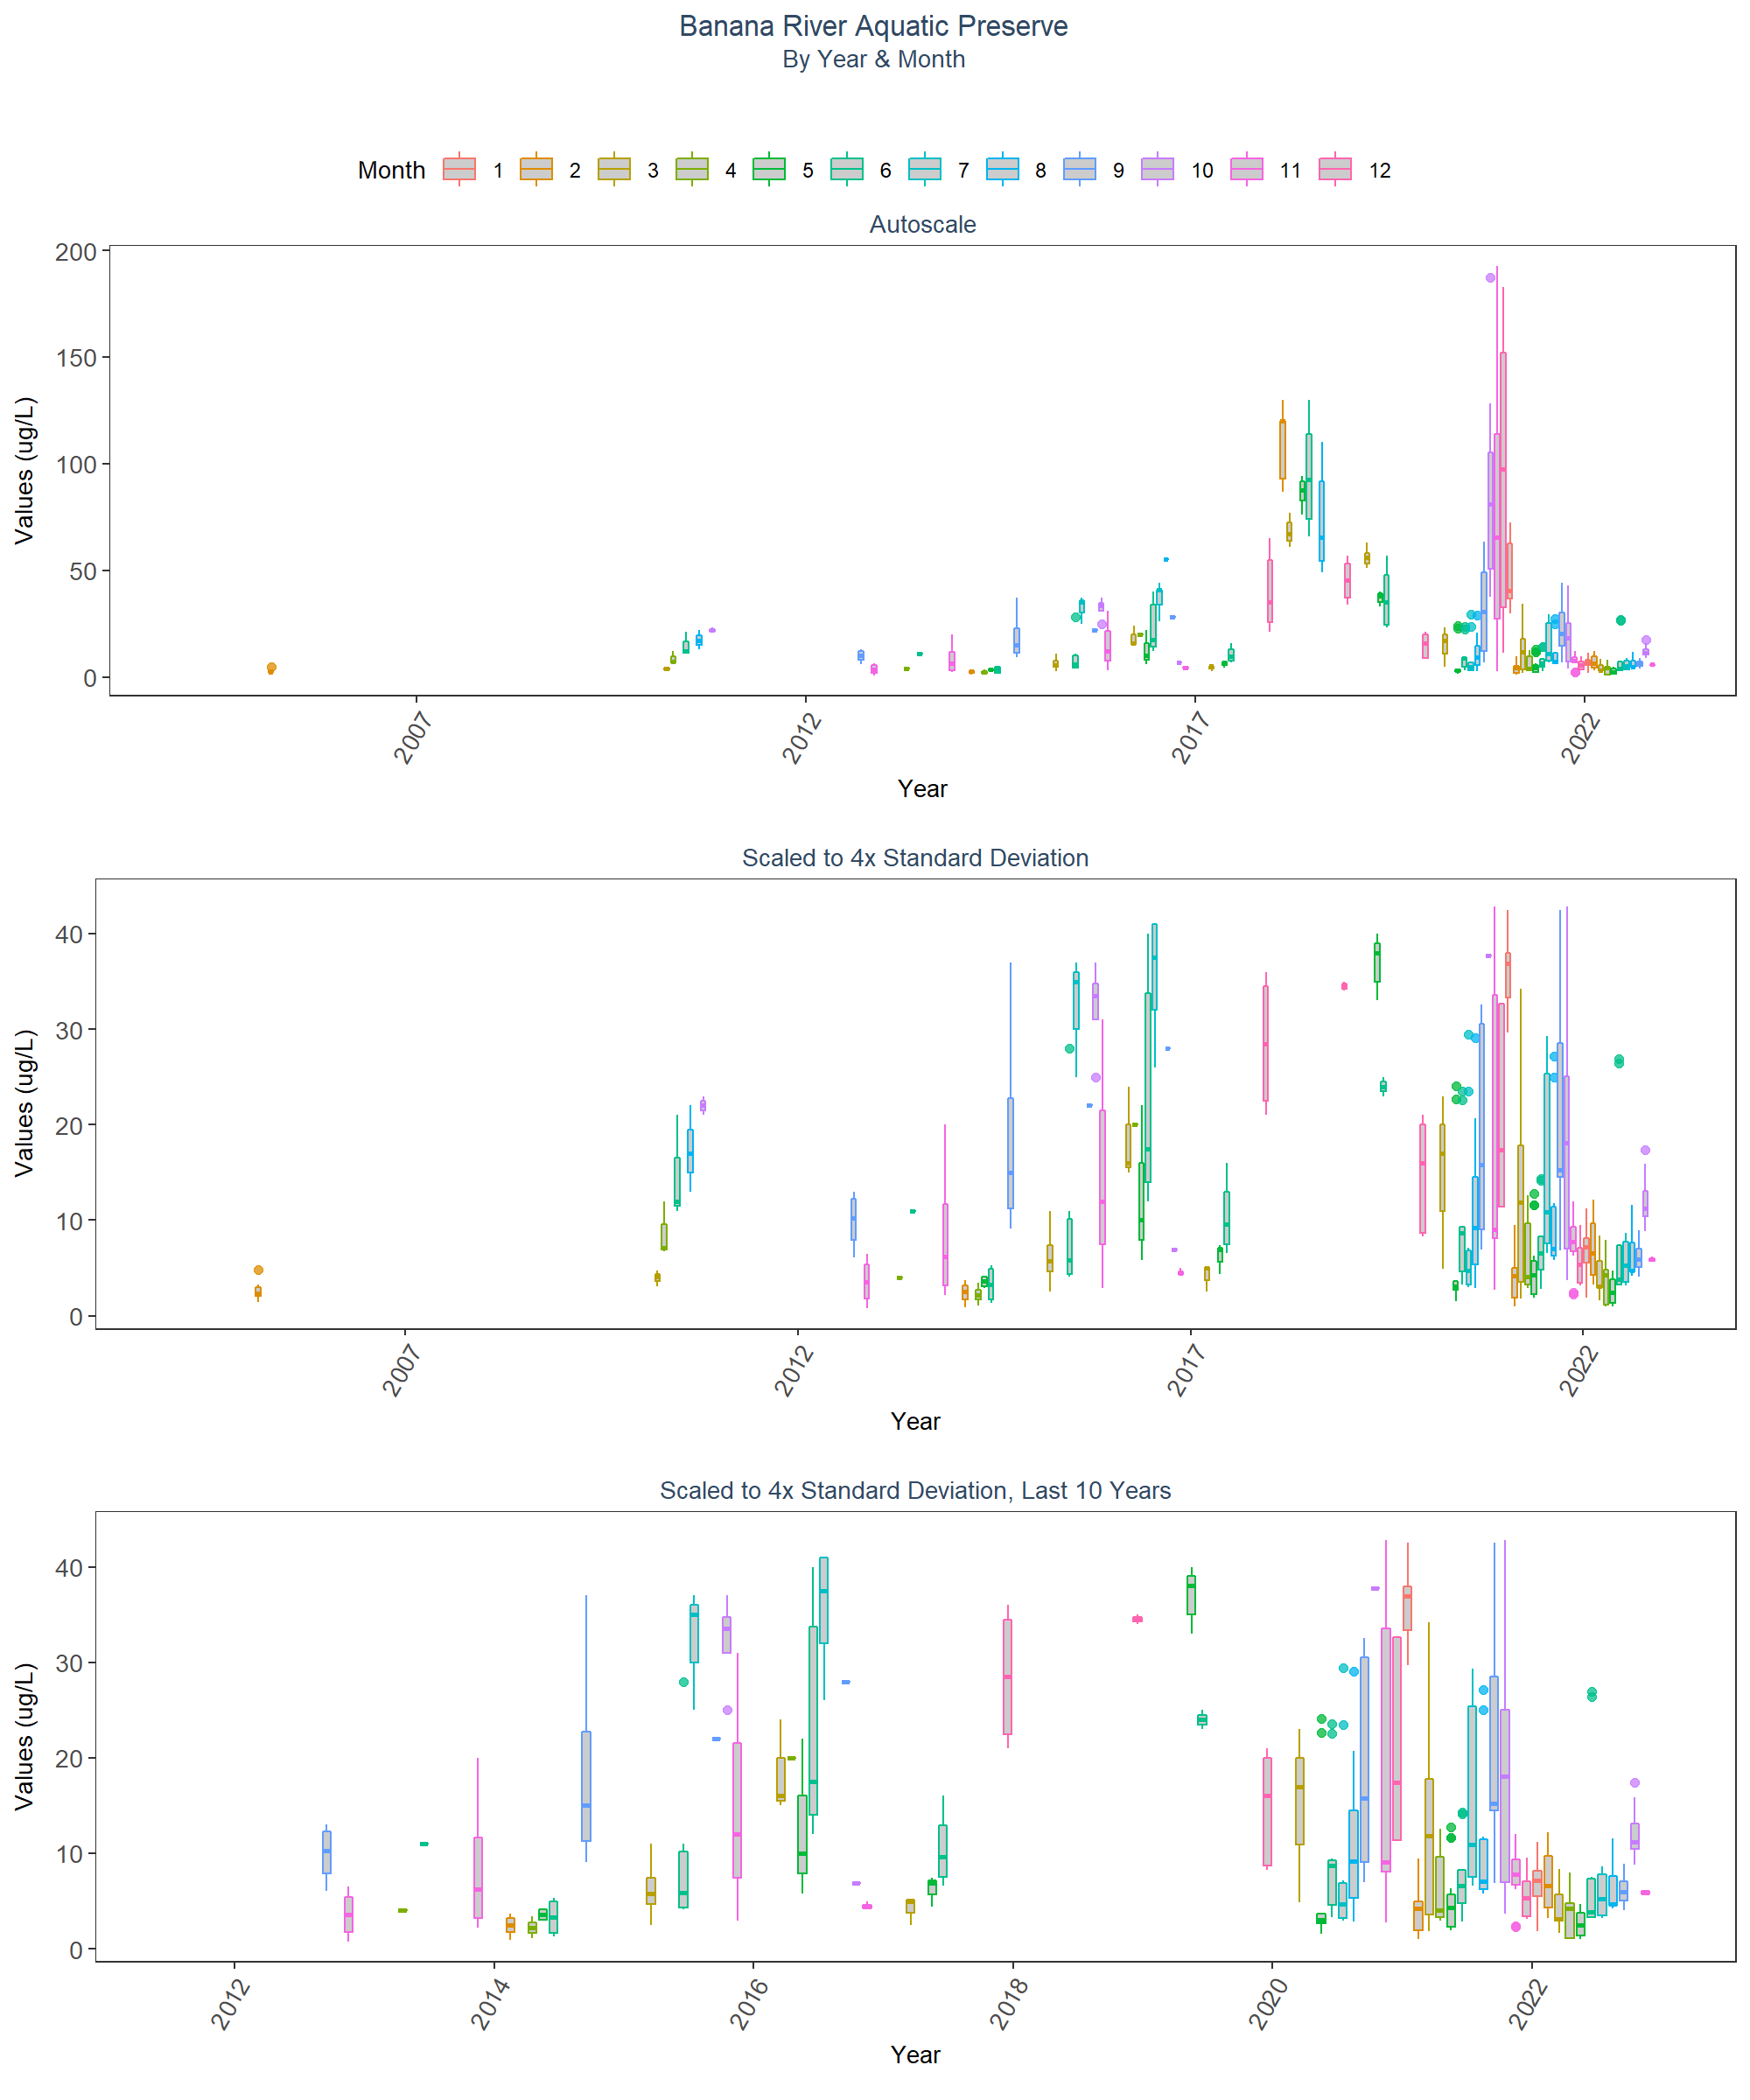 Banana River Aquatic Preserve
By Year & Month
Month 1 2 3 4 5 6 7 8 9 10 11 12
Autoscale
Values (ug/L)
200
150
100
50
0
2007 2012 2017 2022
Year
Scaled to 4x Standard Deviation
Values (ug/L)
40
30
20
10
0
2007 2012 2017 2022
Year
Scaled to 4x Standard Deviation, Last 10 Years
Values (ug/L)
40
30
20
10
0
2012 2014 2016 2018 2020 2022
Year